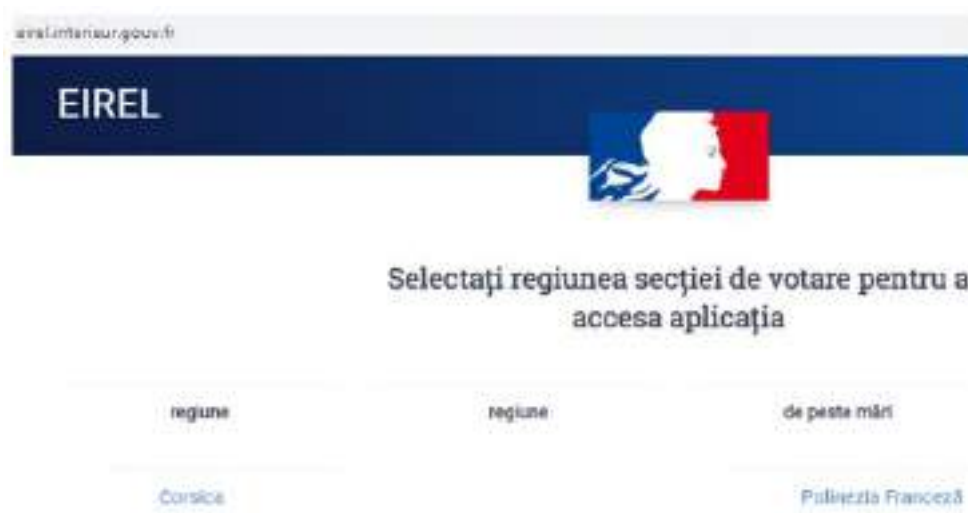 eirel.interieur.gouv.fr
EIREL
Selectați regiunea secției de votare pentru a
accesa aplicația
regiune regiune de peste mări
Corsica Polinezia Franceză